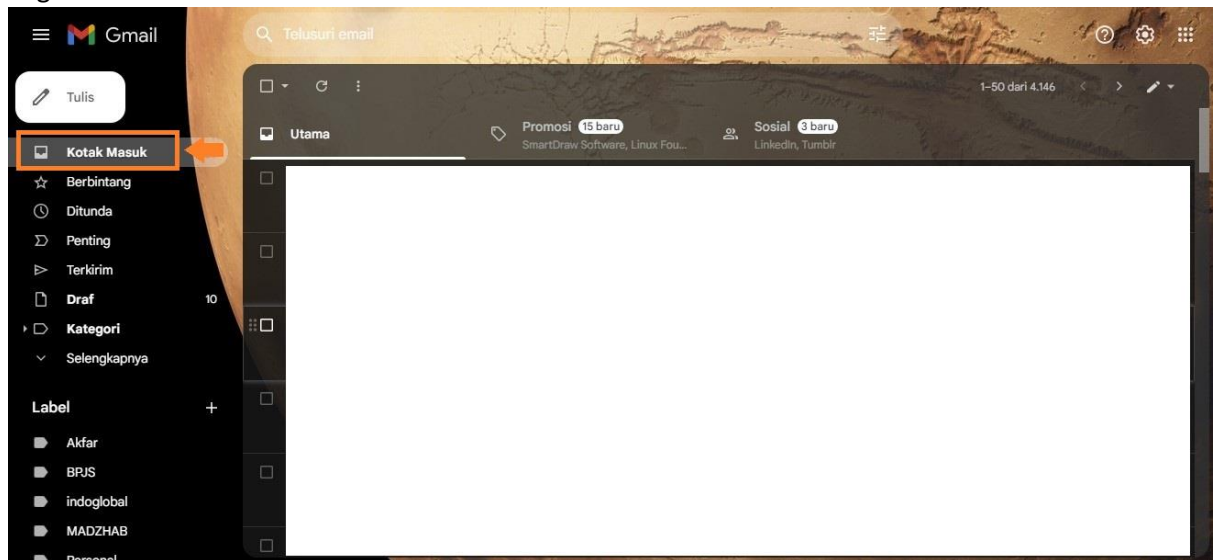 Gmail
Telusuri email
Tulis
1–50 dari 4.146
Utama
Promosi 15 baru
SmartDraw Software, Linux Fou...
Sosial 3 baru
LinkedIn, Tumblr
Kotak Masuk
Berbintang
Ditunda
Penting
Terkirim
Draf 10
Kategori
Selengkapnya
Label
Akfar
BPJS
indoglobal
MADZHAB
Personal